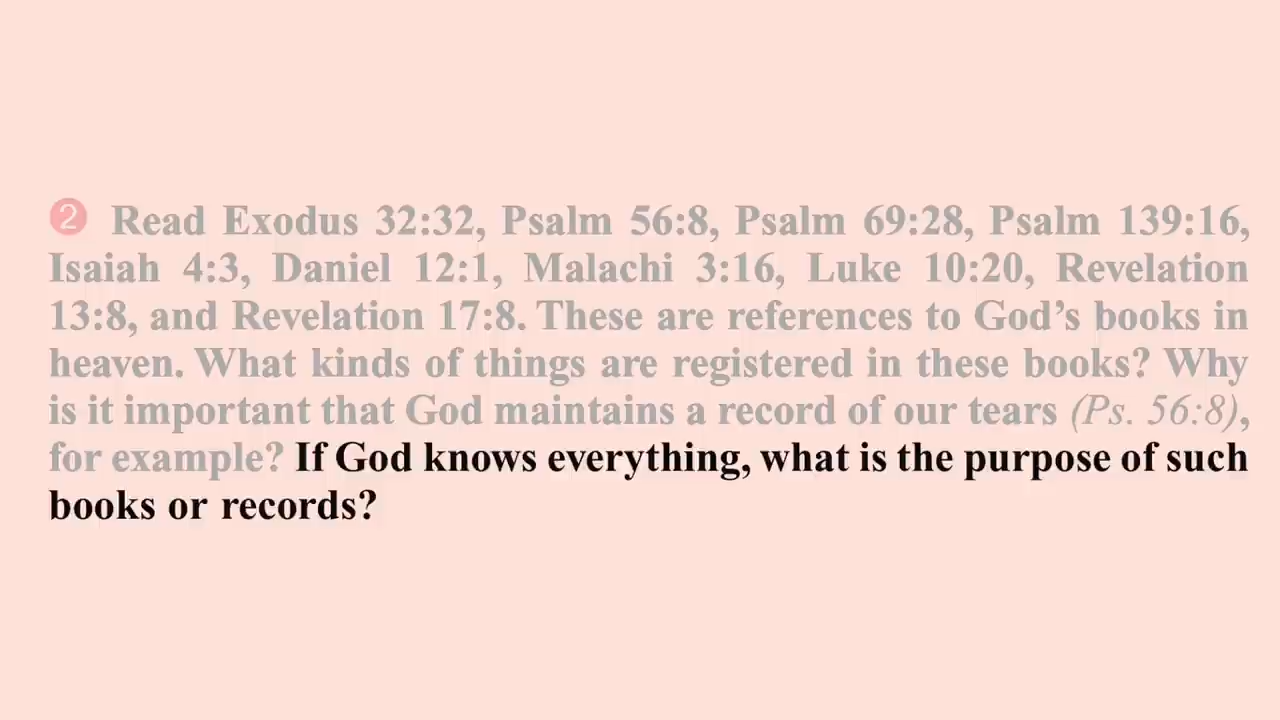 ❷ Read Exodus 32:32, Psalm 56:8, Psalm 69:28, Psalm 139:16,
Isaiah 4:3, Daniel 12:1, Malachi 3:16, Luke 10:20, Revelation
13:8, and Revelation 17:8. These are references to God’s books in
heaven. What kinds of things are registered in these books? Why
is it important that God maintains a record of our tears (Ps. 56:8),
for example? If God knows everything, what is the purpose of such
books or records?